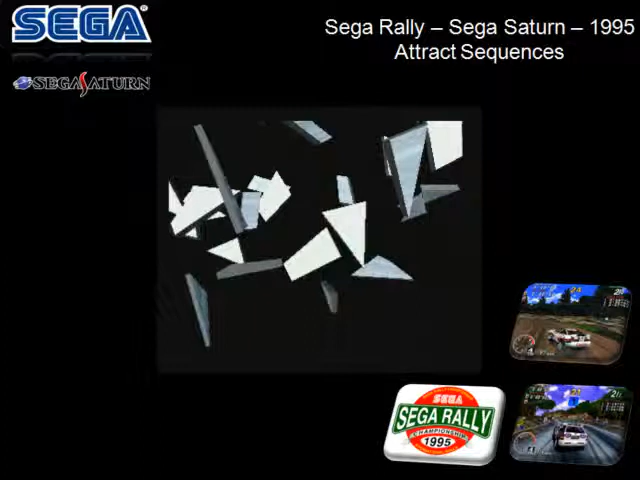 SEGA
Sega Rally – Sega Saturn – 1995
Attract Sequences
SEGA SATURN
SEGA
SEGA RALLY
CHAMPIONSHIP
1995